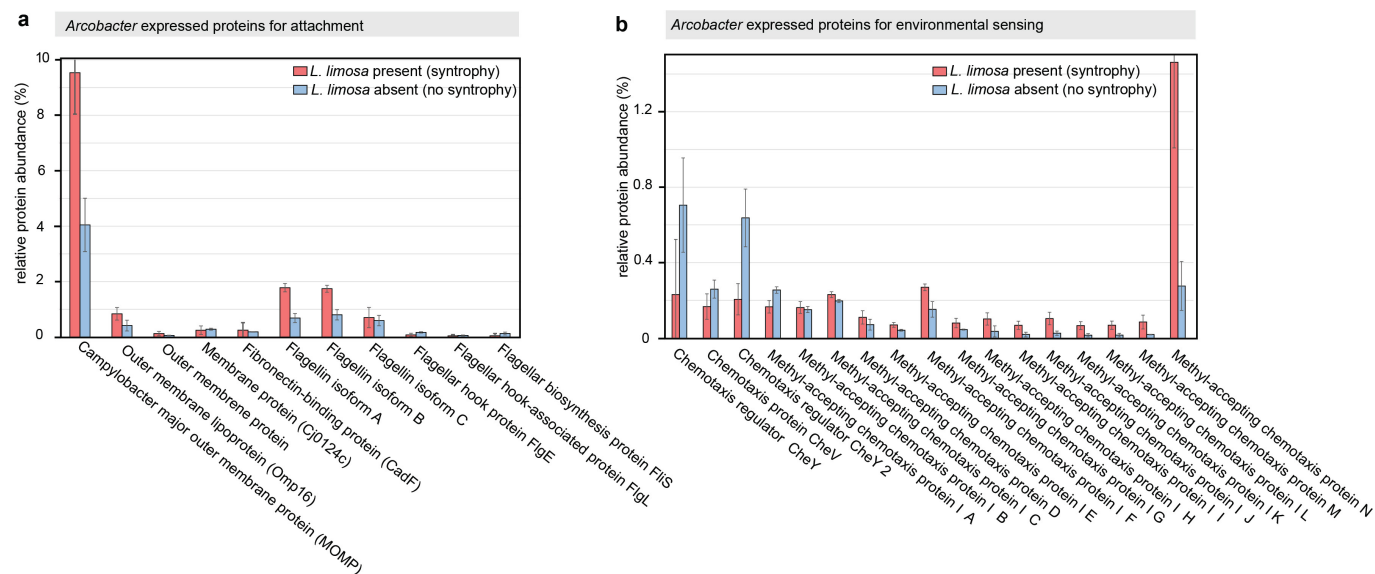 a
Arcobacter expressed proteins for attachment
relative protein abundance (%)
10
8
6
4
2
0
L. limosa present (syntrophy)
L. limosa absent (no syntrophy)
Campylobacter major outer membrane protein (MOMP)
Outer membrane lipoprotein (Omp16)
Outer membrane protein
Membrane protein (Cj0124c)
Fibronectin-binding protein (CadF)
Flagellin isoform A
Flagellin isoform B
Flagellin isoform C
Flagellar hook protein FlgE
Flagellar hook-associated protein FlgL
Flagellar biosynthesis protein FliS
b
Arcobacter expressed proteins for environmental sensing
relative protein abundance (%)
1.2
0.8
0.4
0
L. limosa present (syntrophy)
L. limosa absent (no syntrophy)
Chemotaxis regulator CheY
Chemotaxis protein CheV
Chemotaxis regulator CheY 2
Methyl-accepting chemotaxis protein I A
Methyl-accepting chemotaxis protein I B
Methyl-accepting chemotaxis protein I C
Methyl-accepting chemotaxis protein D
Methyl-accepting chemotaxis protein I E
Methyl-accepting chemotaxis protein I F
Methyl-accepting chemotaxis protein I G
Methyl-accepting chemotaxis protein I H
Methyl-accepting chemotaxis protein I I
Methyl-accepting chemotaxis protein I J
Methyl-accepting chemotaxis protein I K
Methyl-accepting chemotaxis protein I L
Methyl-accepting chemotaxis protein M
Methyl-accepting chemotaxis protein N